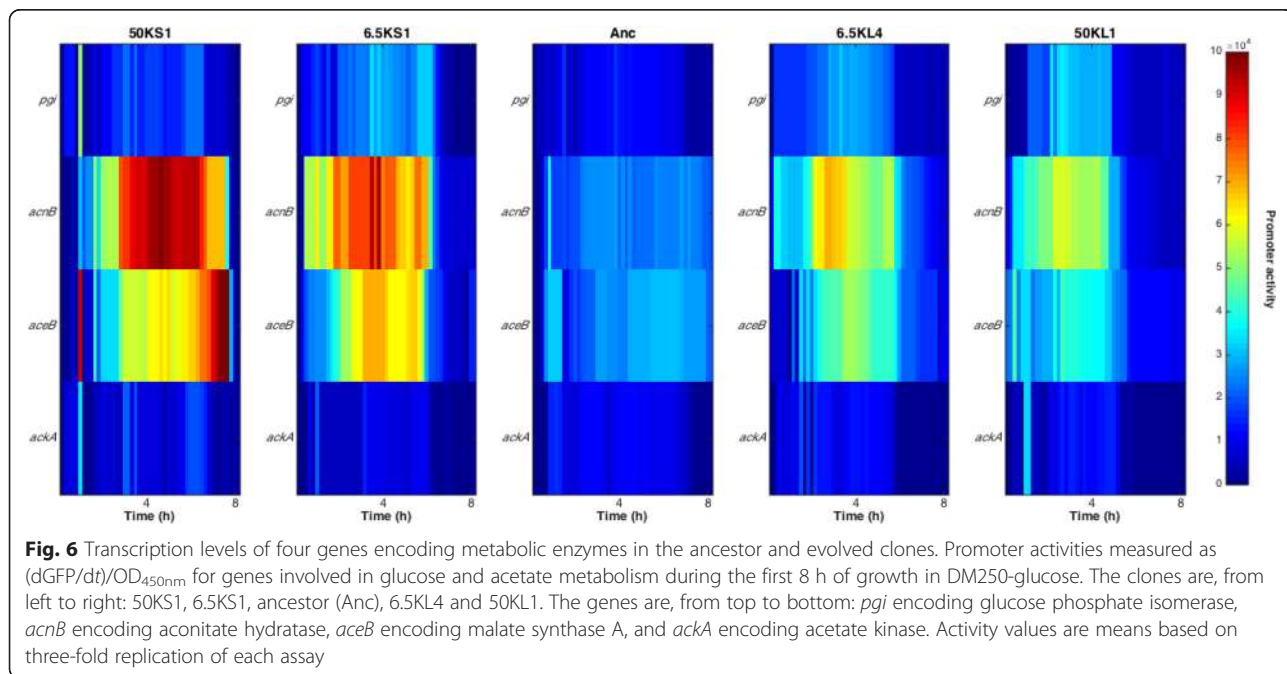 50KS1 6.5KS1 Anc 6.5KL4 50KL1
pgi pgi pgi pgi pgi
acnB acnB acnB acnB acnB
aceB aceB aceB aceB aceB
ackA ackA ackA ackA ackA
4 8 4 8 4 8 4 8 4 8
Time (h) Time (h) Time (h) Time (h) Time (h)
×10⁴
10
9
8
7
6
5
4
3
2
1
0
Promoter activity
Fig. 6 Transcription levels of four genes encoding metabolic enzymes in the ancestor and evolved clones. Promoter activities measured as
(dGFP/dt)/OD450nm for genes involved in glucose and acetate metabolism during the first 8 h of growth in DM250-glucose. The clones are, from
left to right: 50KS1, 6.5KS1, ancestor (Anc), 6.5KL4 and 50KL1. The genes are, from top to bottom: pgi encoding glucose phosphate isomerase,
acnB encoding aconitate hydratase, aceB encoding malate synthase A, and ackA encoding acetate kinase. Activity values are means based on
three-fold replication of each assay